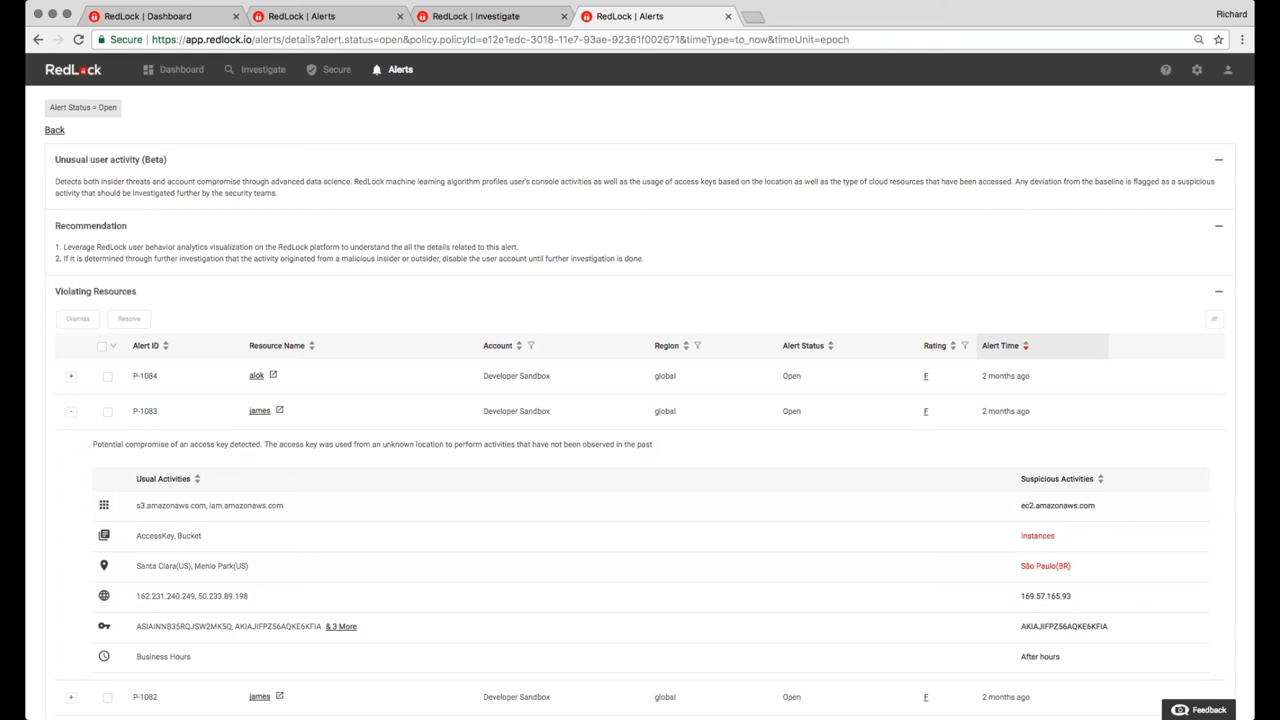 RedLock | Dashboard
RedLock | Alerts
RedLock | Investigate
RedLock | Alerts
Richard
Secure https://app.redlock.io/alerts/details?alert.status=open&policy.policyId=e12e1edc-3018-11e7-93ae-92361f002671&timeType=to_now&timeUnit=epoch
RedLock Dashboard Investigate Secure Alerts
Alert Status = Open
Back
Unusual user activity (Beta)
Detects both insider threats and account compromise through advanced data science. RedLock machine learning algorithm profiles user's console activities as well as the usage of access keys based on the location as well as the type of cloud resources that have been accessed. Any deviation from the baseline is flagged as a suspicious
activity that should be investigated further by the security teams.
Recommendation
1. Leverage RedLock user behavior analytics visualization on the RedLock platform to understand the all the details related to this alert.
2. If it is determined through further investigation that the activity originated from a malicious insider or outsider, disable the user account until further investigation is done.
Violating Resources
Dismiss Resolve
Alert ID Resource Name Account Region Alert Status Rating Alert Time
+ P-1084 alok Developer Sandbox global Open F 2 months ago
- P-1083 james Developer Sandbox global Open F 2 months ago
Potential compromise of an access key detected. The access key was used from an unknown location to perform activities that have not been observed in the past
Usual Activities Suspicious Activities
s3.amazonaws.com, iam.amazonaws.com ec2.amazonaws.com
AccessKey, Bucket Instances
Santa Clara(US), Menlo Park(US) São Paulo(BR)
162.231.240.249, 50.233.89.198 169.57.165.93
ASIAINNB35RQJSW2MK5Q, AKIAJIFPZ56AQKE6KFIA & 3 More AKIAJIFPZ56AQKE6KFIA
Business Hours After hours
+ P-1082 james Developer Sandbox global Open F 2 months ago
Feedback